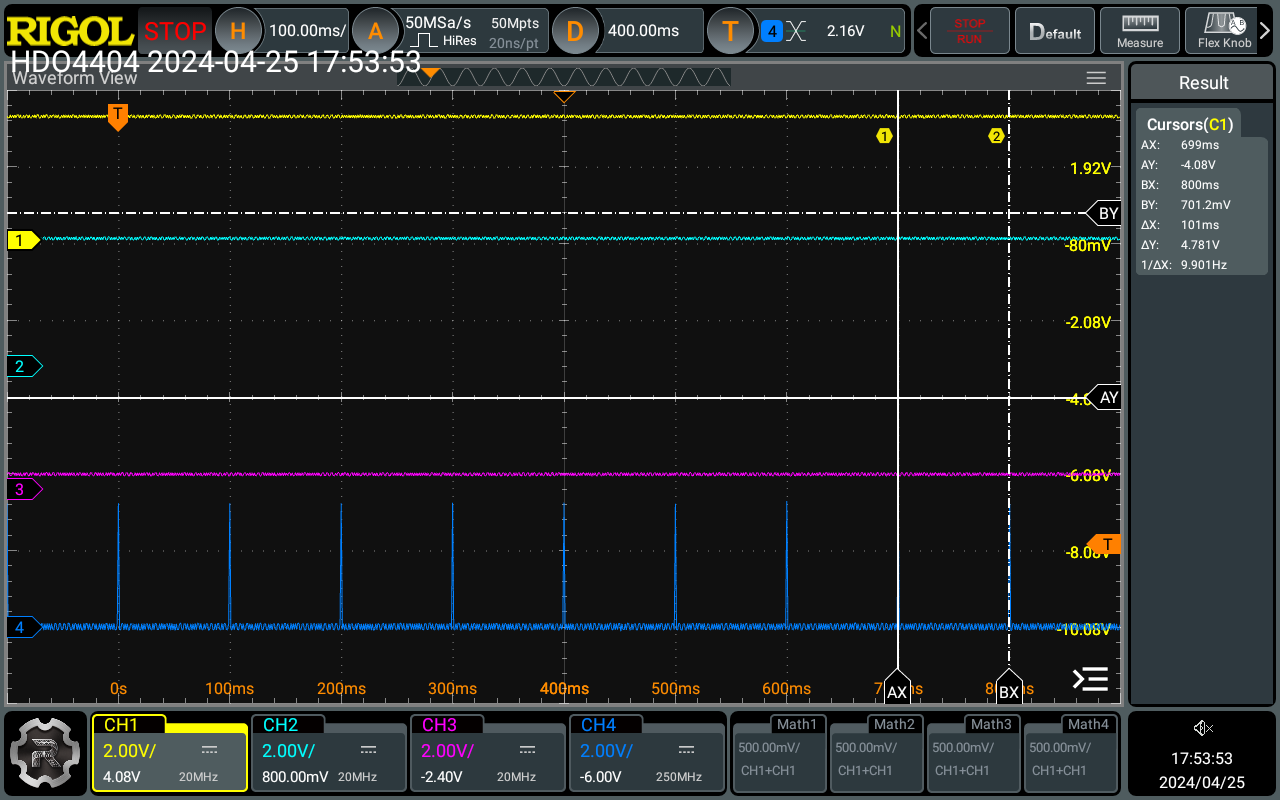 RIGOL STOP H 100.00ms/ A 50MSa/s 50Mpts D 400.00ms T 4 2.16V N STOP Default Measure Flex Knob
HiRes 20ns/pt RUN
HDO4404 2024-04-25 17:53:53
Waveform View
Result
T
1 2
Cursors(C1)
AX: 699ms
AY: -4.08V
BX: 800ms
BY: 701.2mV
ΔX: 101ms
ΔY: 4.781V
1/ΔX: 9.901Hz
1.92V
BY
1
-80mV
-2.08V
2
AY
-6.08V
3
-8.08V T
4
-10.08V
0s 100ms 200ms 300ms 400ms 500ms 600ms AX BX
CH1 CH2 CH3 CH4 Math1 Math2 Math3 Math4
2.00V/ 2.00V/ 2.00V/ 2.00V/ 500.00mV/ 500.00mV/ 500.00mV/ 500.00mV/
4.08V 20MHz 800.00mV 20MHz -2.40V 20MHz -6.00V 250MHz CH1+CH1 CH1+CH1 CH1+CH1 CH1+CH1
17:53:53
2024/04/25